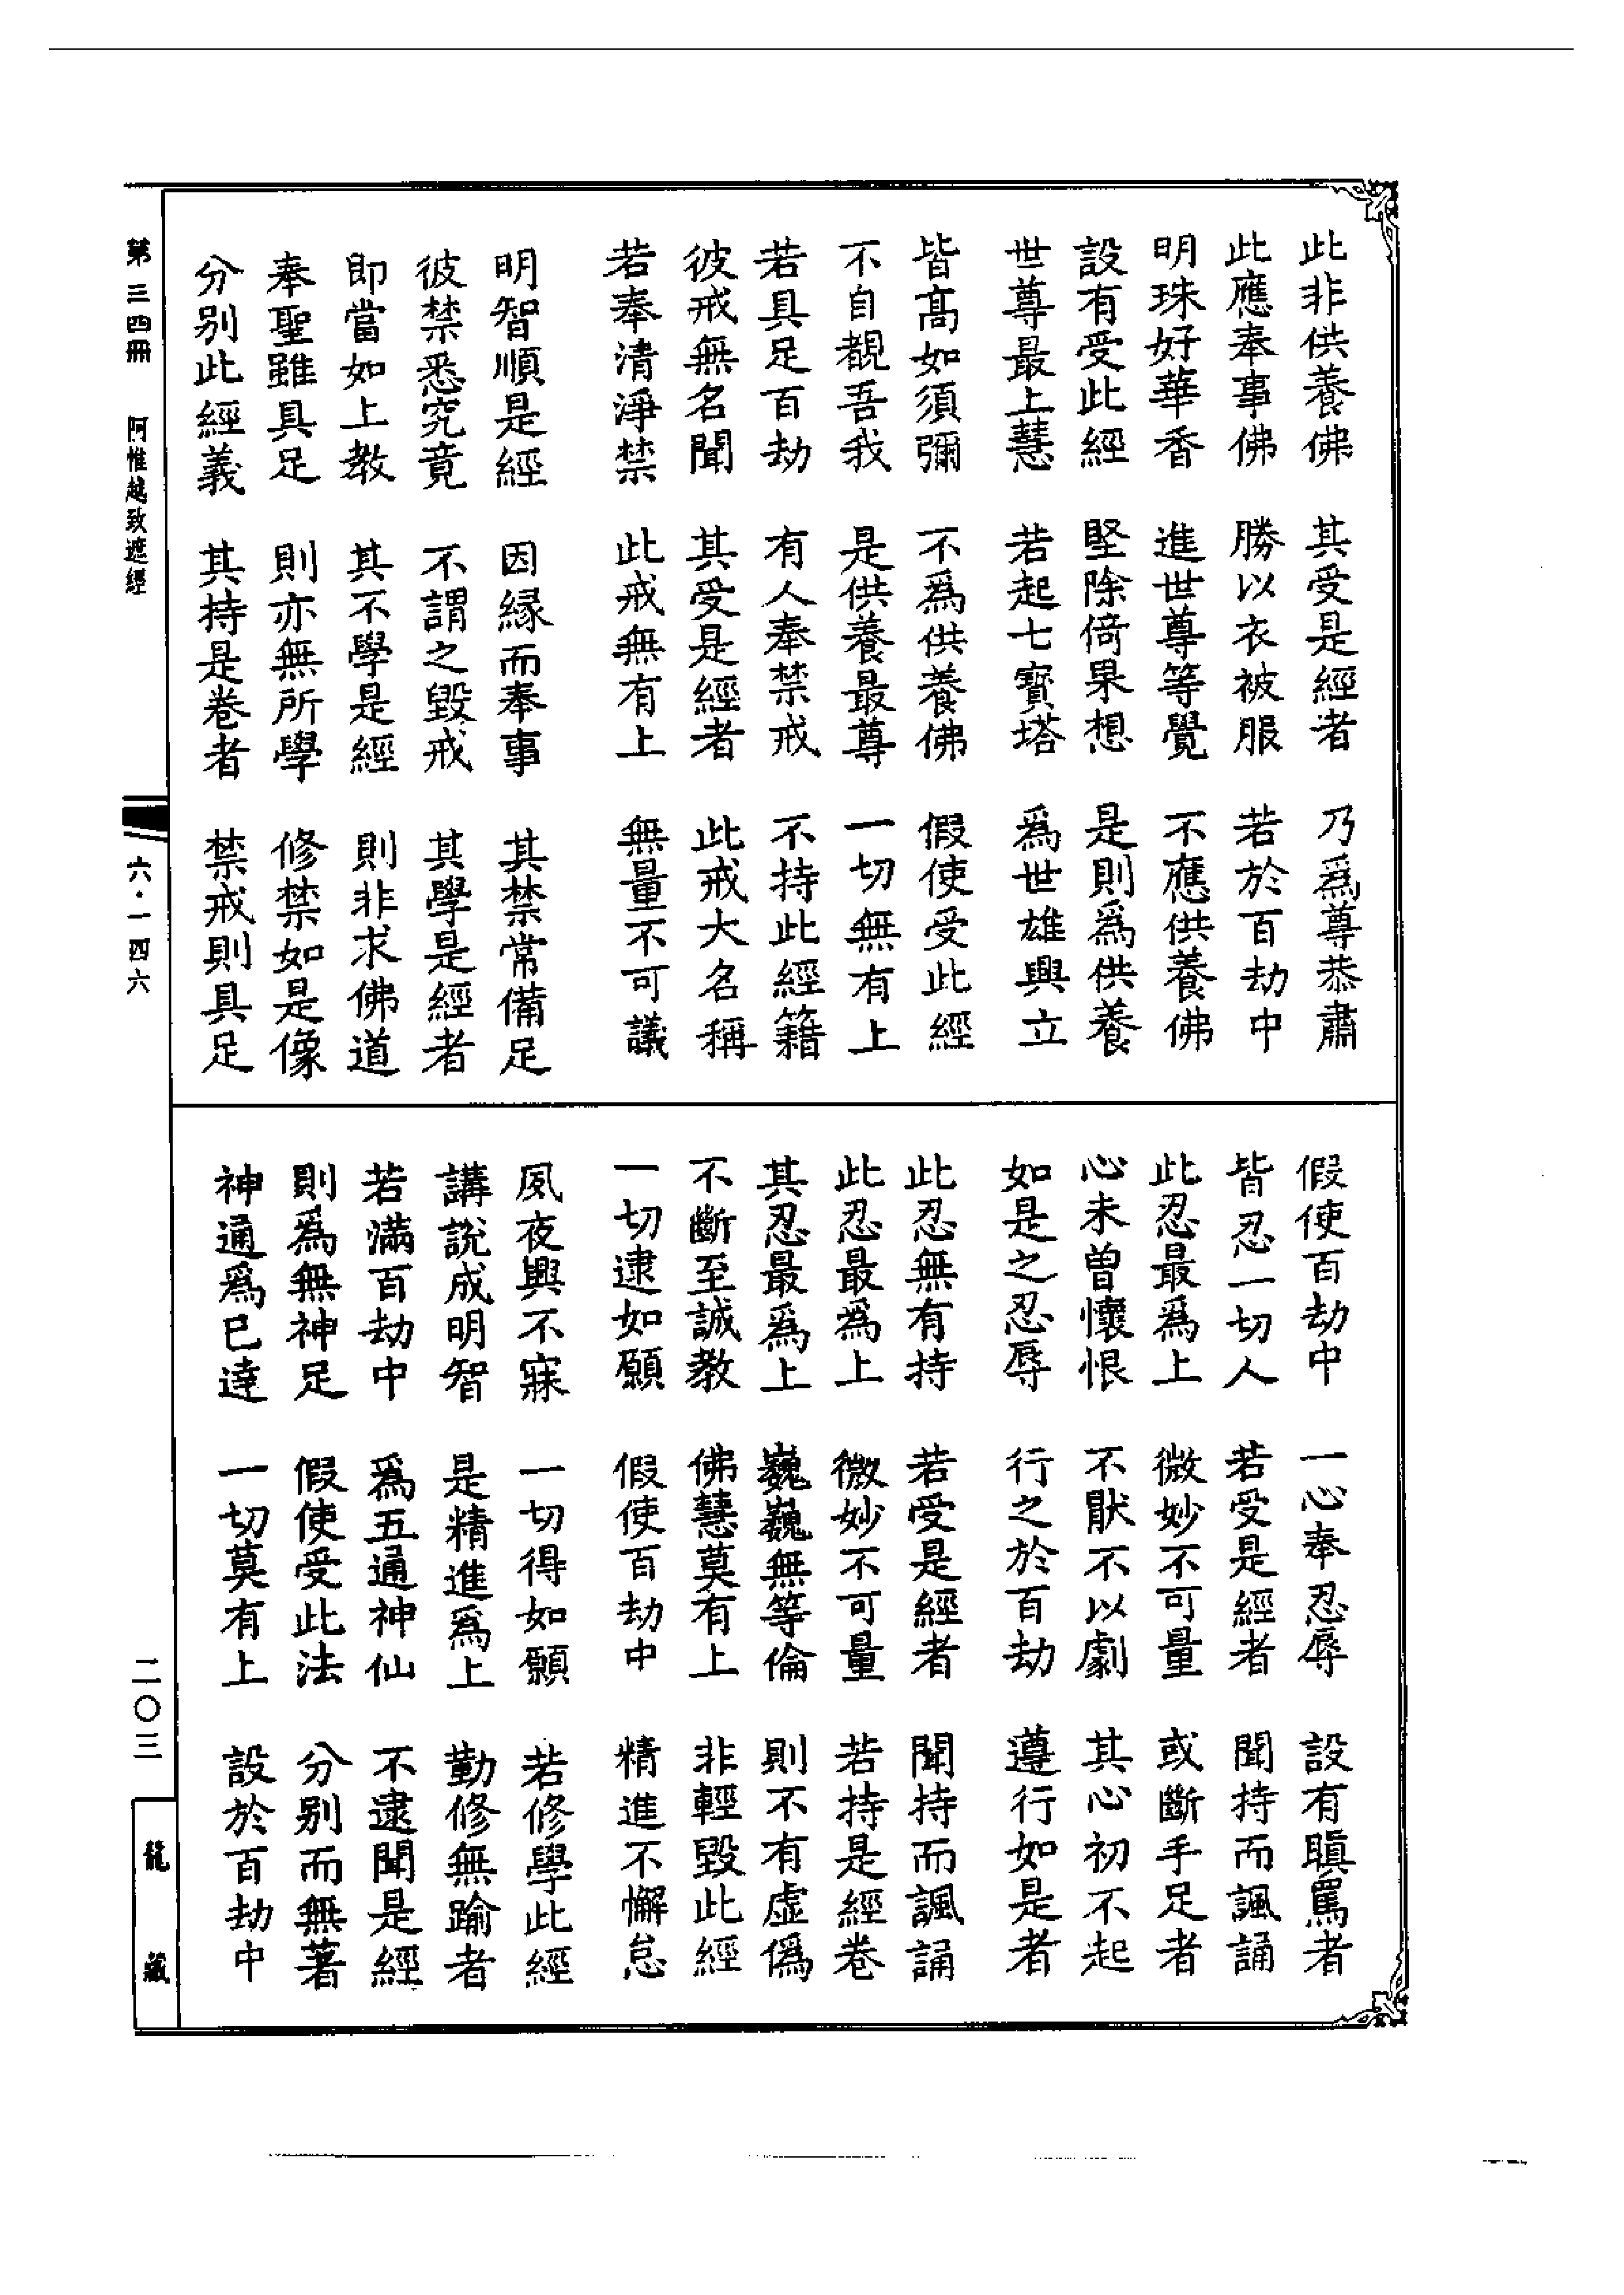 此非供養佛　其受是經者　乃爲尊恭肅
此應奉事佛　勝以衣被服　若於百劫中
明珠好華香　進世尊等覺　不應供養佛
設有受此經　堅除倚果想　是則爲供養
世尊最上慧　若起七寶塔　爲世雄興立
皆高如須彌　不爲供養佛　假使受此經
不自覩吾我　是供養最尊　一切無有上
若具足百劫　有人奉禁戒　不持此經籍
彼戒無名聞　其受是經者　此戒大名稱
若奉清淨禁　此戒無有上　無量不可議
明智順是經　因緣而奉事　其禁常備足
彼禁悉究竟　不謂之毀戒　其學是經者
即當如上教　其不學是經　則非求佛道
奉聖雖具足　則亦無所學　修禁如是像
分别此經義　其持是卷者　禁戒則具足
假使百劫中　一心奉忍辱　設有瞋罵者
皆忍一切人　若受是經者　聞持而諷誦
此忍最爲上　微妙不可量　或斷手足者
心未曾懷恨　不猒不以劇　其心初不起
如是之忍辱　行之於百劫　遵行如是者
此忍無有持　若受是經者　聞持而諷誦
此忍最爲上　微妙不可量　若持是經卷
其忍最爲上　巍巍無等倫　則不有虛僞
不斷至誠教　佛慧莫有上　非輕毀此經
一切逮如願　假使百劫中　精進不懈怠
夙夜興不寐　一切得如願　若修學此經
講說成明智　是精進爲上　勤修無踰者
若滿百劫中　爲五通神仙　不逮聞是經
則爲無神足　假使受此法　分别而無著
神通爲已達　一切莫有上　設於百劫中
第三四冊　阿惟越致遮經
六·一四六
二〇三
龍藏